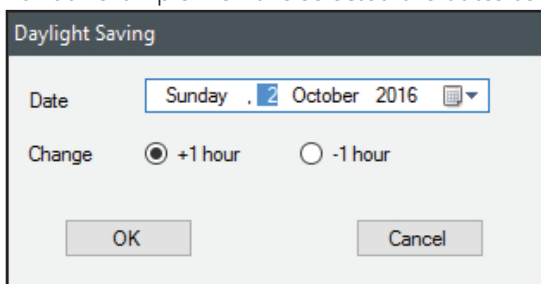 Daylight Saving
Date Sunday , 2 October 2016
Change +1 hour -1 hour
OK Cancel